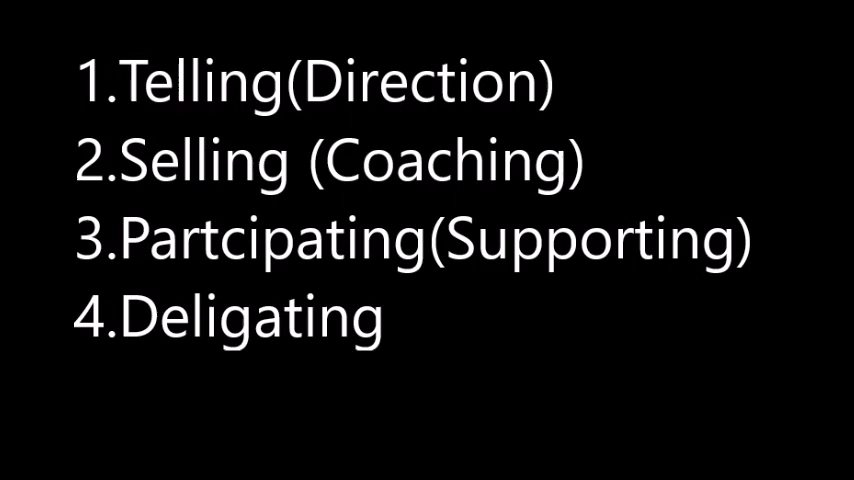 1.Telling(Direction)
2.Selling (Coaching)
3.Partcipating(Supporting)
4.Deligating